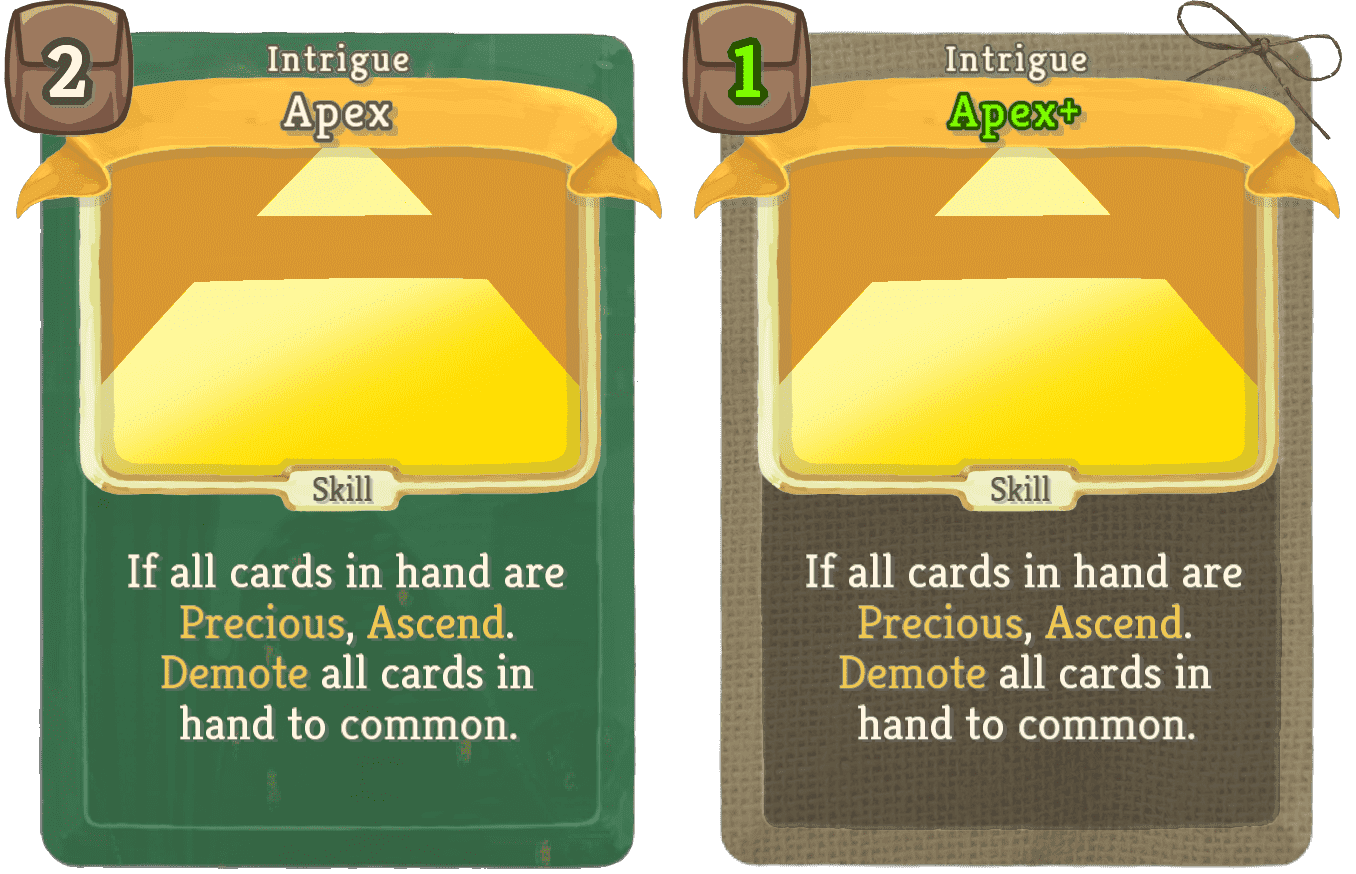 2
Intrigue
Apex
Skill
If all cards in hand are
Precious, Ascend.
Demote all cards in
hand to common.
1
Intrigue
Apex+
Skill
If all cards in hand are
Precious, Ascend.
Demote all cards in
hand to common.